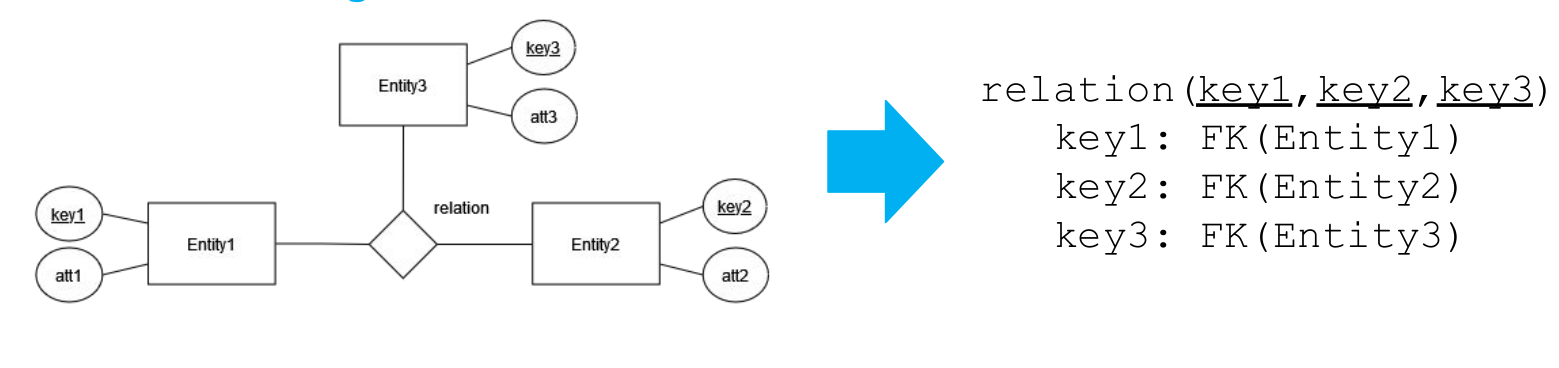 key3
Entity3
att3
key1
relation
key2
Entity1
Entity2
att1
att2
relation(key1,key2,key3)
key1: FK(Entity1)
key2: FK(Entity2)
key3: FK(Entity3)